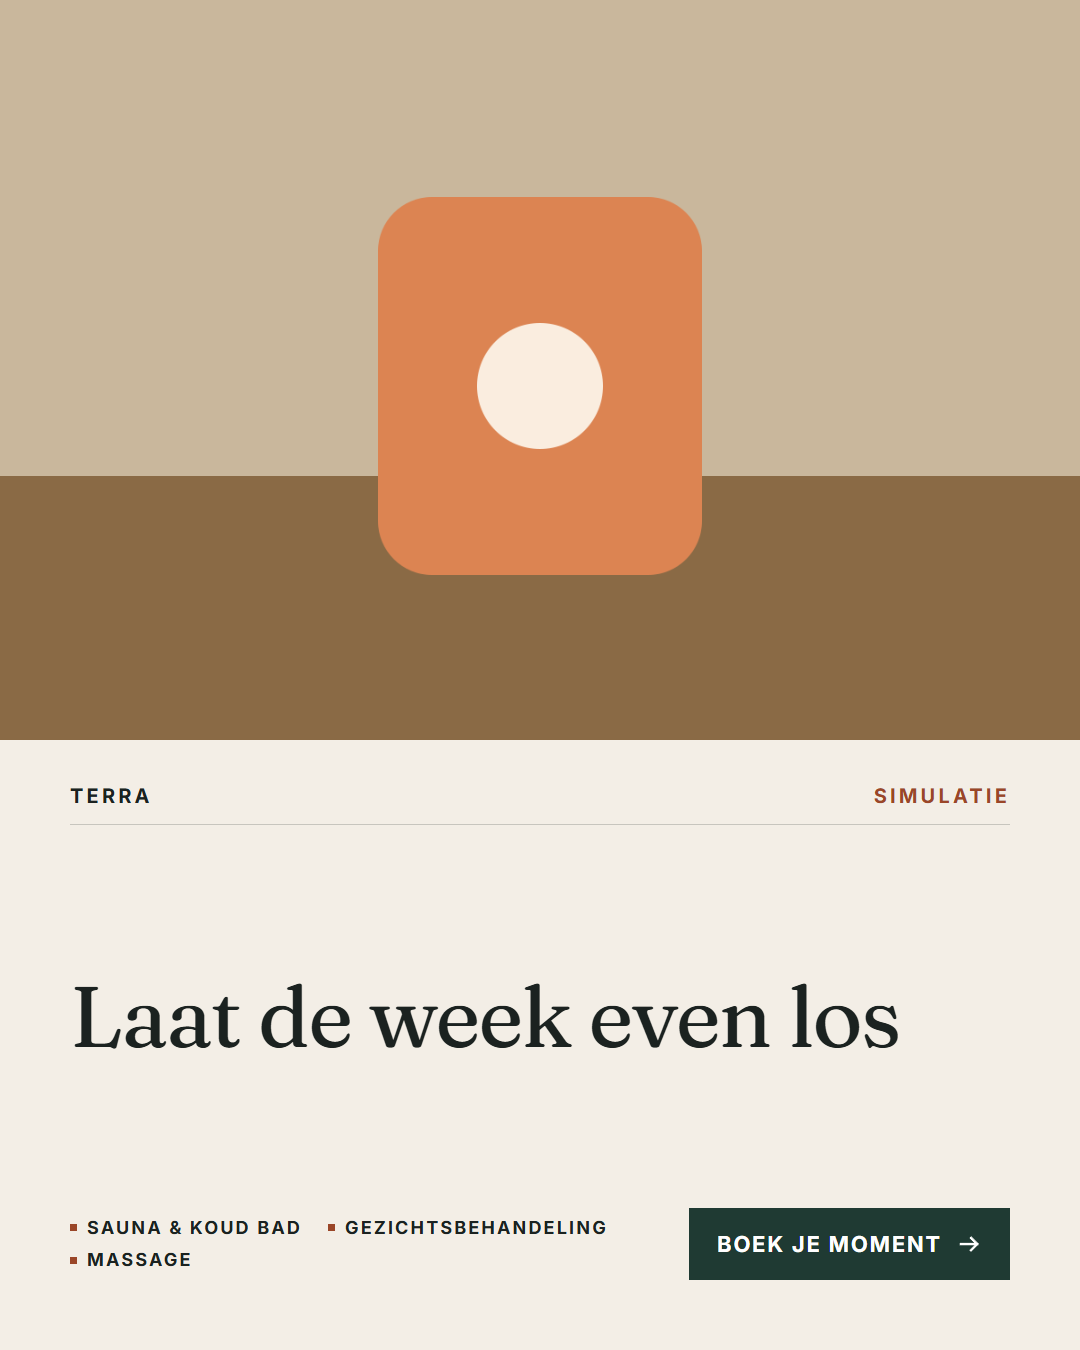 TERRA
SIMULATIE
Laat de week even los
SAUNA & KOUD BAD
GEZICHTSBEHANDELING
MASSAGE
BOEK JE MOMENT →